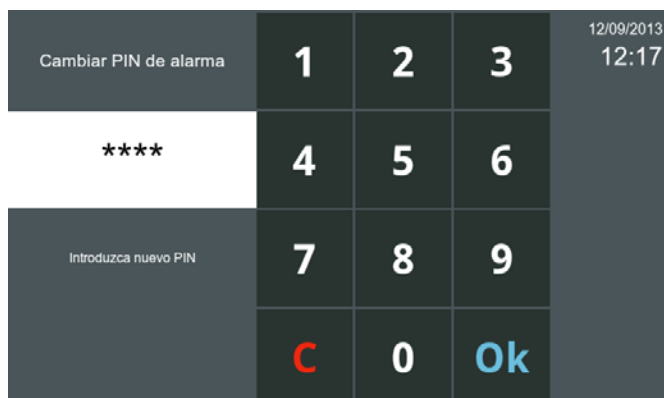 Cambiar PIN de alarma
1 2 3
12/09/2013
12:17
****
4 5 6
Introduzca nuevo PIN
7 8 9
C 0 Ok